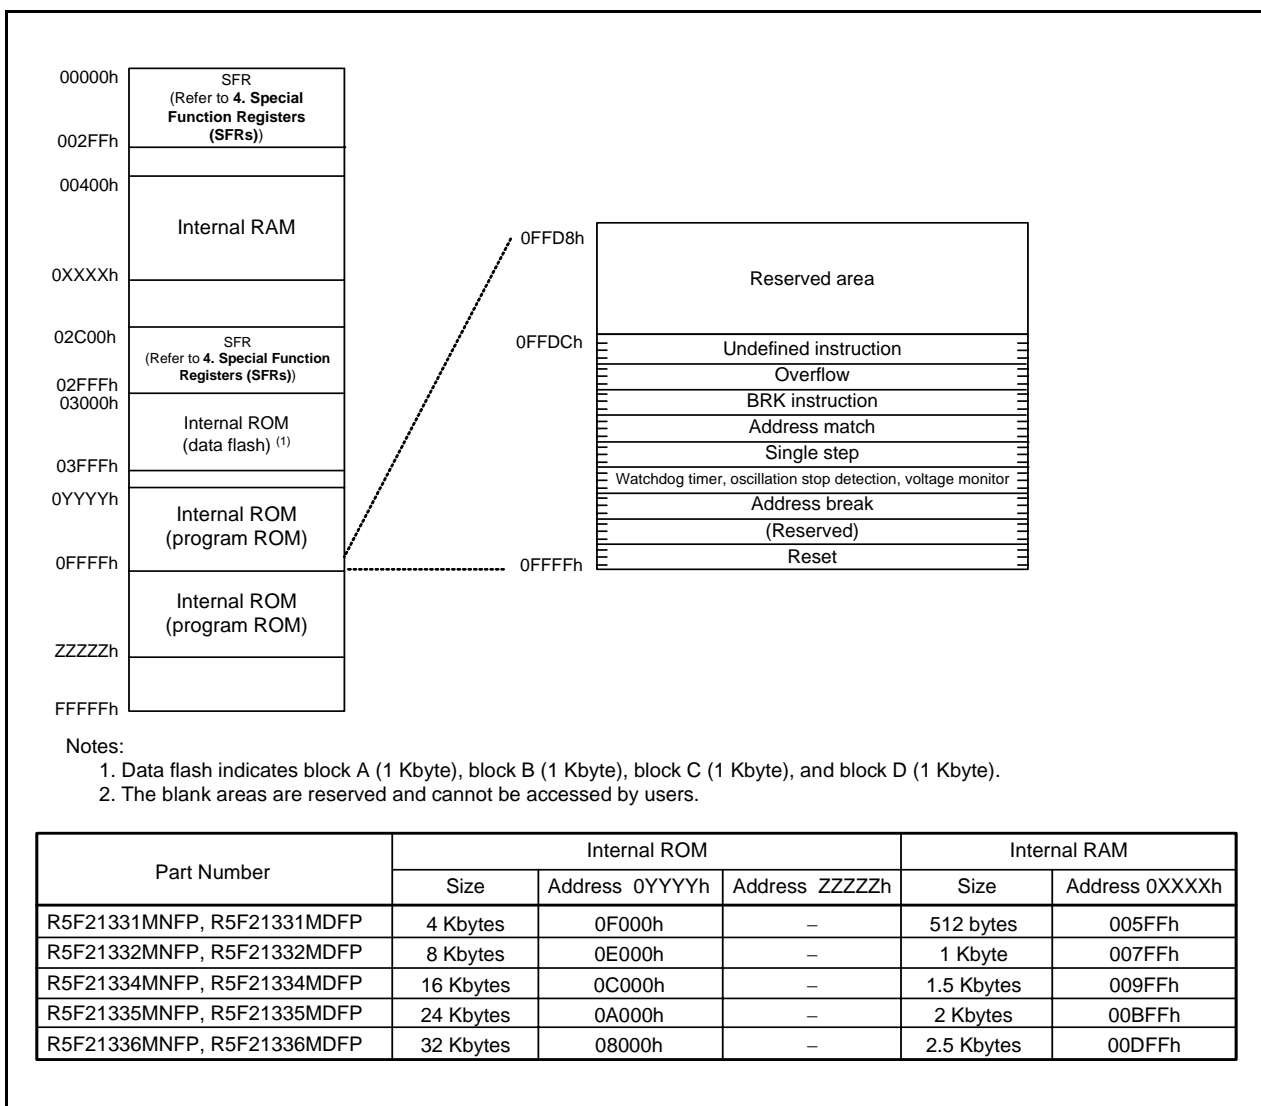 00000h
SFR
(Refer to 4. Special
Function Registers
(SFRs))
002FFh
00400h
Internal RAM
0XXXXh
02C00h
SFR
(Refer to 4. Special Function
Registers (SFRs))
02FFFh
03000h
Internal ROM
(data flash) (1)
03FFFh
0YYYYh
Internal ROM
(program ROM)
0FFFFh
Internal ROM
(program ROM)
ZZZZZh
FFFFFh
0FFD8h
Reserved area
0FFDCh
Undefined instruction
Overflow
BRK instruction
Address match
Single step
Watchdog timer, oscillation stop detection, voltage monitor
Address break
(Reserved)
Reset
0FFFFh
Notes:
1. Data flash indicates block A (1 Kbyte), block B (1 Kbyte), block C (1 Kbyte), and block D (1 Kbyte).
2. The blank areas are reserved and cannot be accessed by users.
Part Number Internal ROM Internal RAM
Size Address 0YYYYh Address ZZZZZh Size Address 0XXXXh
R5F21331MNFP, R5F21331MDFP 4 Kbytes 0F000h – 512 bytes 005FFh
R5F21332MNFP, R5F21332MDFP 8 Kbytes 0E000h – 1 Kbyte 007FFh
R5F21334MNFP, R5F21334MDFP 16 Kbytes 0C000h – 1.5 Kbytes 009FFh
R5F21335MNFP, R5F21335MDFP 24 Kbytes 0A000h – 2 Kbytes 00BFFh
R5F21336MNFP, R5F21336MDFP 32 Kbytes 08000h – 2.5 Kbytes 00DFFh